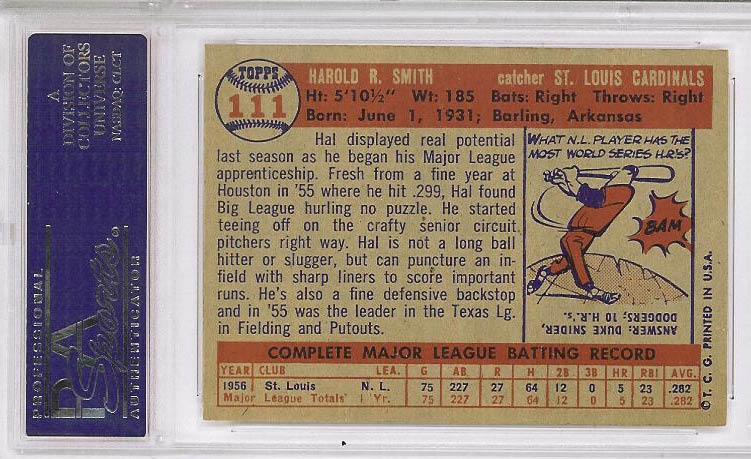 A
DIVISION OF
COLLECTORS
UNIVERSE
NASDAQ: CLCT
PROFESSIONAL
PSA
Sports
AUTHENTICATOR
TOPPS
111
HAROLD R. SMITH catcher ST. LOUIS CARDINALS
Ht: 5'10½" Wt: 185 Bats: Right Throws: Right
Born: June 1, 1931; Barling, Arkansas
Hal displayed real potential
last season as he began his Major League
apprenticeship. Fresh from a fine year at
Houston in '55 where he hit .299, Hal found
Big League hurling no puzzle. He started
teeing off on the crafty senior circuit
pitchers right way. Hal is not a long ball
hitter or slugger, but can puncture an in-
field with sharp liners to score important
runs. He's also a fine defensive backstop
and in '55 was the leader in the Texas Lg.
in Fielding and Putouts.
WHAT N.L. PLAYER HAS THE
MOST WORLD SERIES H.R.'S?
BAM
ANSWER: DUKE SNIDER,
DODGERS; 10 H.R.'s.
©T. C. G. PRINTED IN U.S.A.
COMPLETE MAJOR LEAGUE BATTING RECORD
YEAR CLUB LEA. G AB R H 2B 3B HR RBI AVG.
1956 St. Louis N. L. 75 227 27 64 12 0 5 23 .282
Major League Totals 1 Yr. 75 227 27 64 12 0 5 23 .282